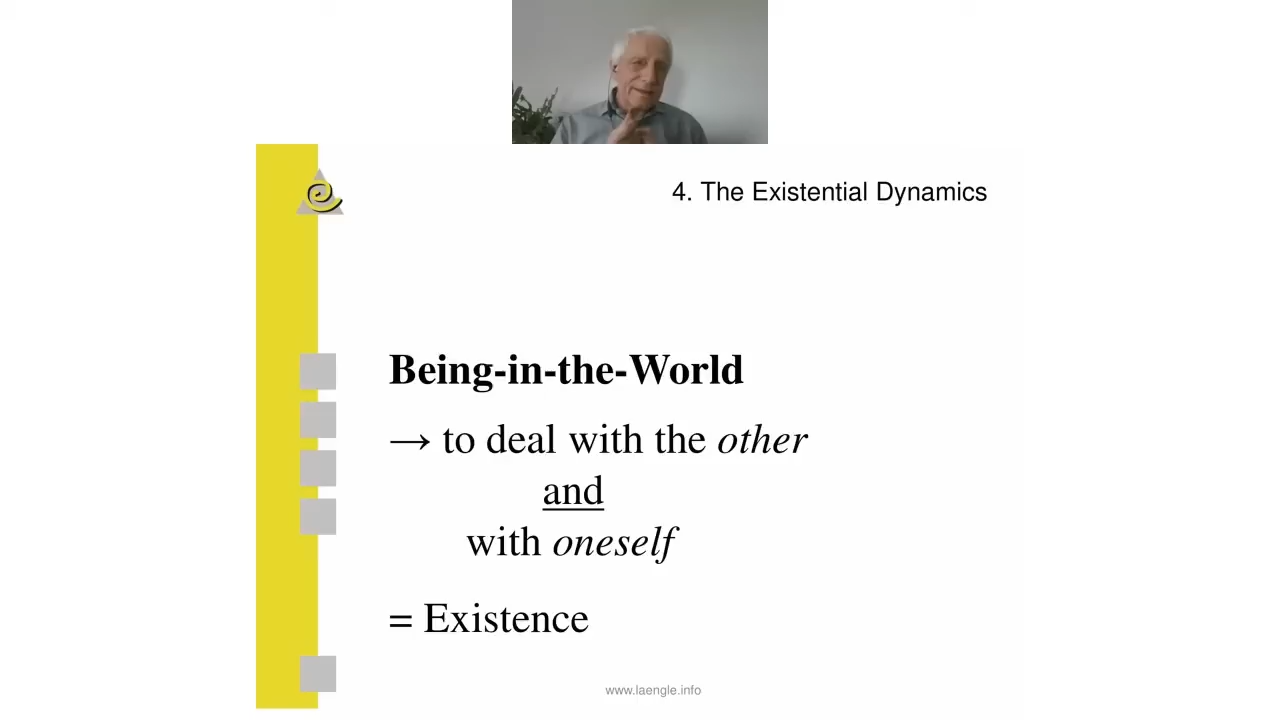 4. The Existential Dynamics
Being-in-the-World
→ to deal with the other
and
with oneself
= Existence
www.laengle.info